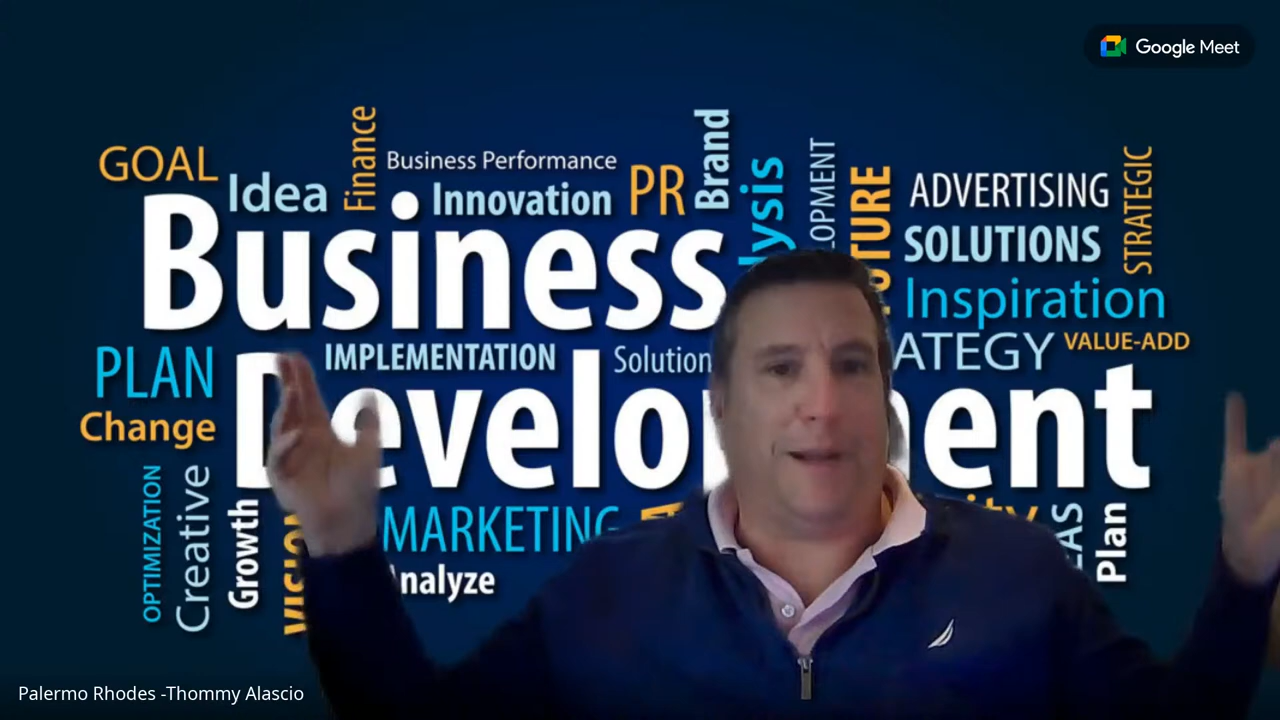 Google Meet
GOAL
Idea
Finance
Business Performance
Innovation
PR
Brand
ADVERTISING
STRATEGIC
SOLUTIONS
Business
Inspiration
VALUE-ADD
PLAN
IMPLEMENTATION
Solution
Change
OPTIMIZATION
Creative
Growth
MARKETING
Plan
Palermo Rhodes -Thommy Alascio